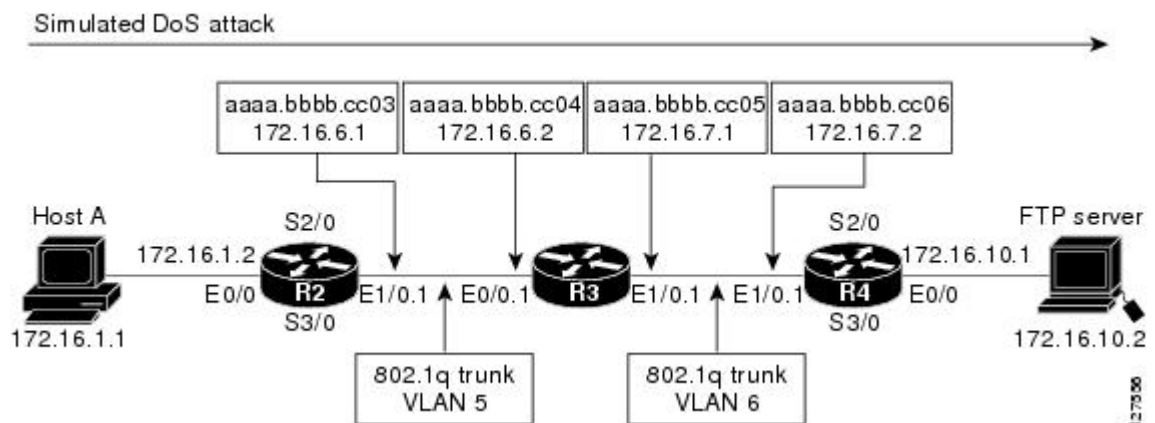 Simulated DoS attack
aaaa.bbbb.cc03
172.16.6.1
aaaa.bbbb.cc04
172.16.6.2
aaaa.bbbb.cc05
172.16.7.1
aaaa.bbbb.cc06
172.16.7.2
Host A
172.16.1.2
S2/0
S2/0
172.16.10.1
FTP server
E0/0
R2
E1/0.1
E0/0.1
R3
E1/0.1
E1/0.1
R4
E0/0
172.16.1.1
S3/0
S3/0
172.16.10.2
802.1q trunk
VLAN 5
802.1q trunk
VLAN 6